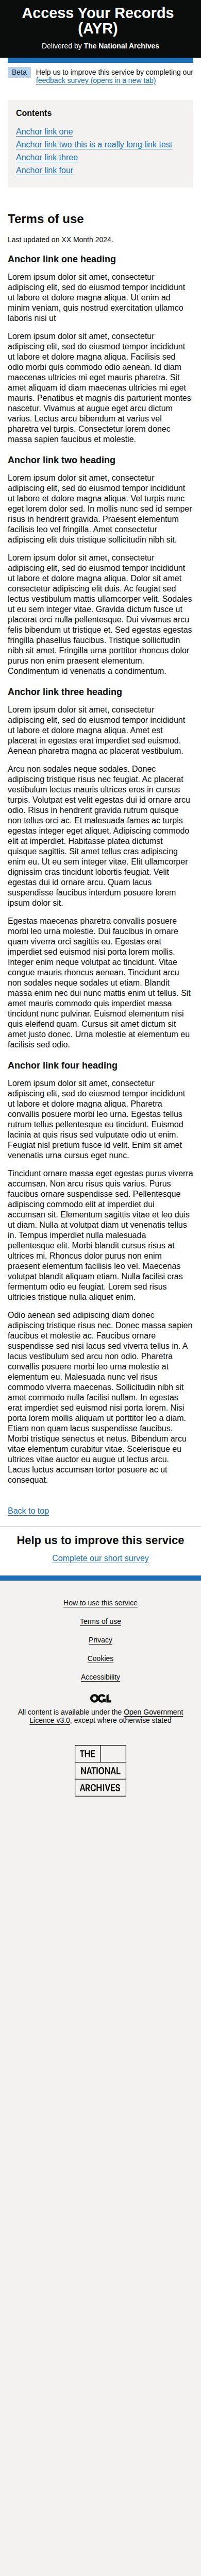 Access Your Records
(AYR)
Delivered by The National Archives
Beta
Help us to improve this service by completing our
feedback survey (opens in a new tab)
Contents
Anchor link one
Anchor link two this is a really long link test
Anchor link three
Anchor link four
Terms of use
Last updated on XX Month 2024.
Anchor link one heading
Lorem ipsum dolor sit amet, consectetur
adipiscing elit, sed do eiusmod tempor incididunt
ut labore et dolore magna aliqua. Ut enim ad
minim veniam, quis nostrud exercitation ullamco
laboris nisi ut
Lorem ipsum dolor sit amet, consectetur
adipiscing elit, sed do eiusmod tempor incididunt
ut labore et dolore magna aliqua. Facilisis sed
odio morbi quis commodo odio aenean. Id diam
maecenas ultricies mi eget mauris pharetra. Sit
amet aliquam id diam maecenas ultricies mi eget
mauris. Penatibus et magnis dis parturient montes
nascetur. Vivamus at augue eget arcu dictum
varius. Lectus arcu bibendum at varius vel
pharetra vel turpis. Consectetur lorem donec
massa sapien faucibus et molestie.
Anchor link two heading
Lorem ipsum dolor sit amet, consectetur
adipiscing elit, sed do eiusmod tempor incididunt
ut labore et dolore magna aliqua. Vel turpis nunc
eget lorem dolor sed. In mollis nunc sed id semper
risus in hendrerit gravida. Praesent elementum
facilisis leo vel fringilla. Amet consectetur
adipiscing elit duis tristique sollicitudin nibh sit.
Lorem ipsum dolor sit amet, consectetur
adipiscing elit, sed do eiusmod tempor incididunt
ut labore et dolore magna aliqua. Dolor sit amet
consectetur adipiscing elit duis. Ac feugiat sed
lectus vestibulum mattis ullamcorper velit. Sodales
ut eu sem integer vitae. Gravida dictum fusce ut
placerat orci nulla pellentesque. Dui vivamus arcu
felis bibendum ut tristique et. Sed egestas egestas
fringilla phasellus faucibus. Tristique sollicitudin
nibh sit amet. Fringilla urna porttitor rhoncus dolor
purus non enim praesent elementum.
Condimentum id venenatis a condimentum.
Anchor link three heading
Lorem ipsum dolor sit amet, consectetur
adipiscing elit, sed do eiusmod tempor incididunt
ut labore et dolore magna aliqua. Amet est
placerat in egestas erat imperdiet sed euismod.
Aenean pharetra magna ac placerat vestibulum.
Arcu non sodales neque sodales. Donec
adipiscing tristique risus nec feugiat. Ac placerat
vestibulum lectus mauris ultrices eros in cursus
turpis. Volutpat est velit egestas dui id ornare arcu
odio. Risus in hendrerit gravida rutrum quisque
non tellus orci ac. Et malesuada fames ac turpis
egestas integer eget aliquet. Adipiscing commodo
elit at imperdiet. Habitasse platea dictumst
quisque sagittis. Sit amet tellus cras adipiscing
enim eu. Ut eu sem integer vitae. Elit ullamcorper
dignissim cras tincidunt lobortis feugiat. Velit
egestas dui id ornare arcu. Quam lacus
suspendisse faucibus interdum posuere lorem
ipsum dolor sit.
Egestas maecenas pharetra convallis posuere
morbi leo urna molestie. Dui faucibus in ornare
quam viverra orci sagittis eu. Egestas erat
imperdiet sed euismod nisi porta lorem mollis.
Integer enim neque volutpat ac tincidunt. Vitae
congue mauris rhoncus aenean. Tincidunt arcu
non sodales neque sodales ut etiam. Blandit
massa enim nec dui nunc mattis enim ut tellus. Sit
amet mauris commodo quis imperdiet massa
tincidunt nunc pulvinar. Euismod elementum nisi
quis eleifend quam. Cursus sit amet dictum sit
amet justo donec. Urna molestie at elementum eu
facilisis sed odio.
Anchor link four heading
Lorem ipsum dolor sit amet, consectetur
adipiscing elit, sed do eiusmod tempor incididunt
ut labore et dolore magna aliqua. Pharetra
convallis posuere morbi leo urna. Egestas tellus
rutrum tellus pellentesque eu tincidunt. Euismod
lacinia at quis risus sed vulputate odio ut enim.
Feugiat nisl pretium fusce id velit. Enim sit amet
venenatis urna cursus eget nunc.
Tincidunt ornare massa eget egestas purus viverra
accumsan. Non arcu risus quis varius. Purus
faucibus ornare suspendisse sed. Pellentesque
adipiscing commodo elit at imperdiet dui
accumsan sit. Elementum sagittis vitae et leo duis
ut diam. Nulla at volutpat diam ut venenatis tellus
in. Tempus imperdiet nulla malesuada
pellentesque elit. Morbi blandit cursus risus at
ultrices mi. Rhoncus dolor purus non enim
praesent elementum facilisis leo vel. Maecenas
volutpat blandit aliquam etiam. Nulla facilisi cras
fermentum odio eu feugiat. Lorem sed risus
ultricies tristique nulla aliquet enim.
Odio aenean sed adipiscing diam donec
adipiscing tristique risus nec. Donec massa sapien
faucibus et molestie ac. Faucibus ornare
suspendisse sed nisi lacus sed viverra tellus in. A
lacus vestibulum sed arcu non odio. Pharetra
convallis posuere morbi leo urna molestie at
elementum eu. Malesuada nunc vel risus
commodo viverra maecenas. Sollicitudin nibh sit
amet commodo nulla facilisi nullam. In egestas
erat imperdiet sed euismod nisi porta lorem. Nisi
porta lorem mollis aliquam ut porttitor leo a diam.
Etiam non quam lacus suspendisse faucibus.
Morbi tristique senectus et netus. Bibendum arcu
vitae elementum curabitur vitae. Scelerisque eu
ultrices vitae auctor eu augue ut lectus arcu.
Lacus luctus accumsan tortor posuere ac ut
consequat.
Back to top
Help us to improve this service
Complete our short survey
How to use this service
Terms of use
Privacy
Cookies
Accessibility
OGL
All content is available under the Open Government
Licence v3.0, except where otherwise stated
THE
NATIONAL
ARCHIVES